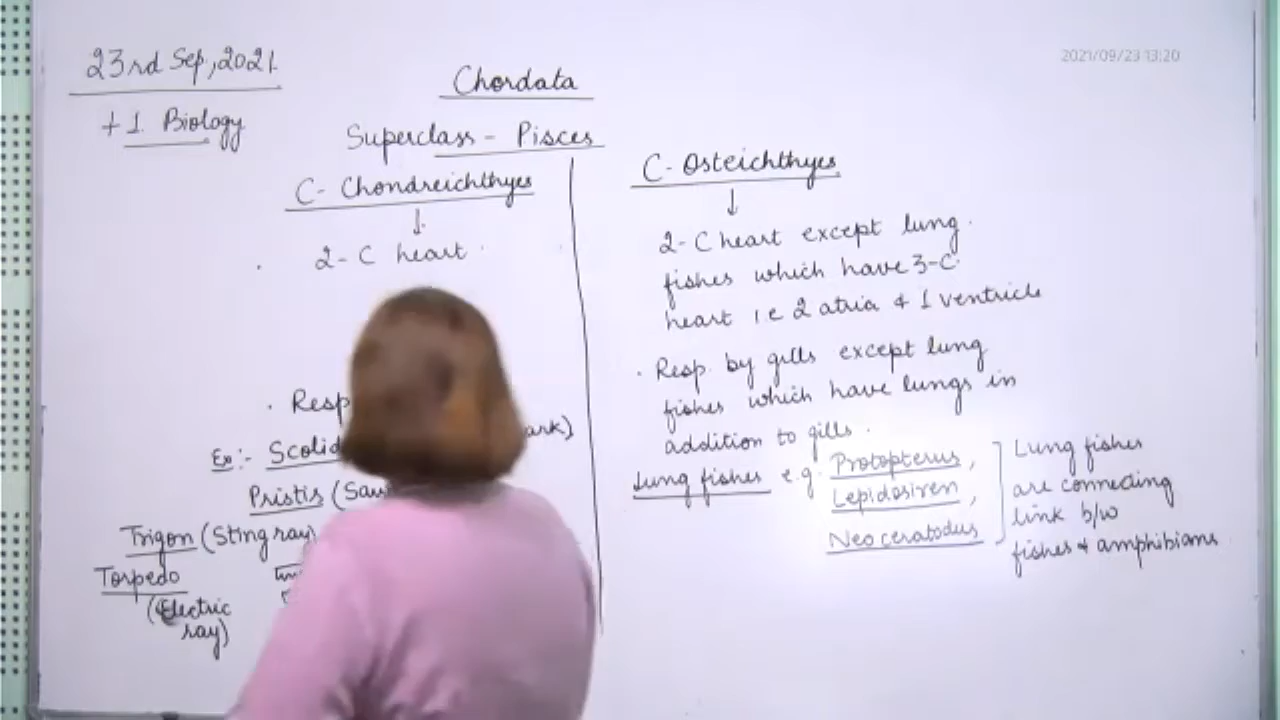 23rd Sep, 2021.
2021/09/23 13:20
+1 Biology
Chordata
Superclass - Pisces
C- Chondreichthyes
2-C heart
. Resp
Ex:- Scolid
ark)
Pristis (Saw
Trigon (Sting ray)
Torpedo
(Electric
ray)
C- Osteichthyes
2-C heart except lung
fishes which have 3-C
heart i.e 2 atria & 1 ventricle
. Resp. by gills except lung
fishes which have lungs in
addition to gills.
Lung fishes e.g. Protopterus,
Lepidosiren,
Neoceratodus
Lung fishes
are connecting
link b/w
fishes & amphibians